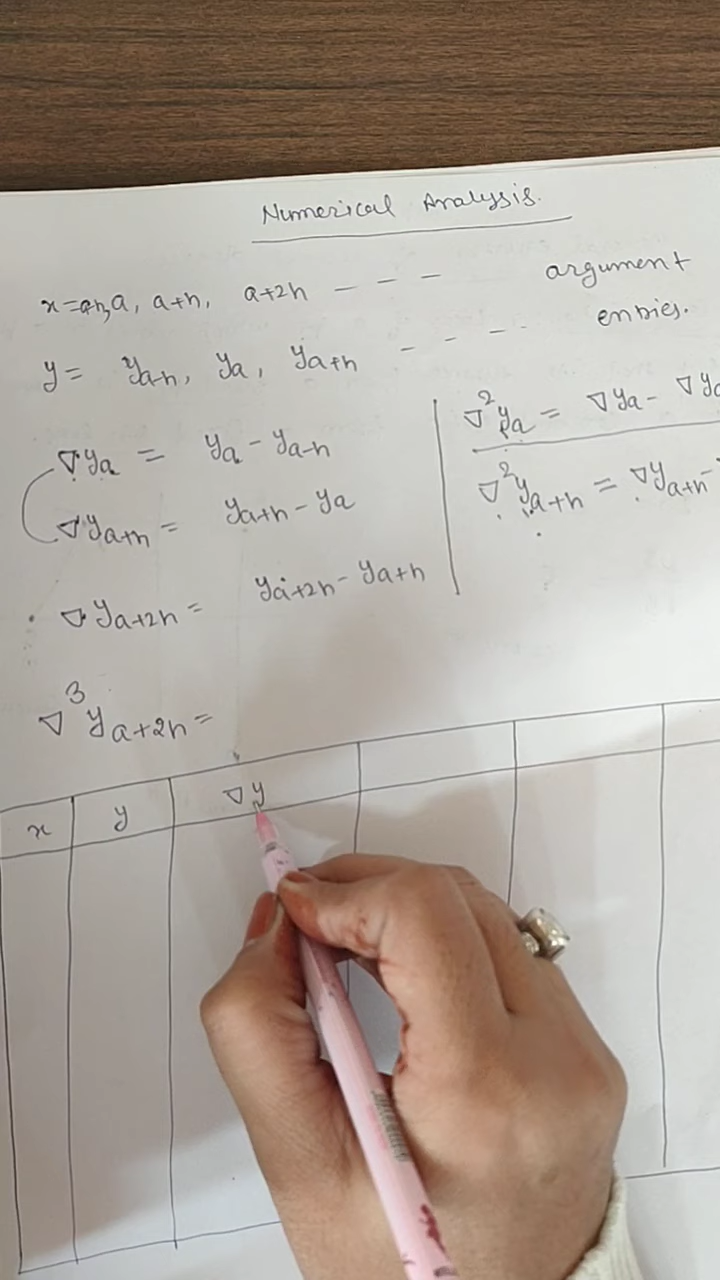 Numerical Analysis.
x=a-h,a, a+h, a+2h - - - argument
y= ya-h, ya, ya+h - - - - entries.
∇ya = ya - ya-h
∇ya+h = ya+h - ya
∇ya+2h = ya+2h - ya+h
∇²ya = ∇ya - ∇ya
∇²ya+h = ∇ya+h -
∇³ya+2h =
x y ∇y